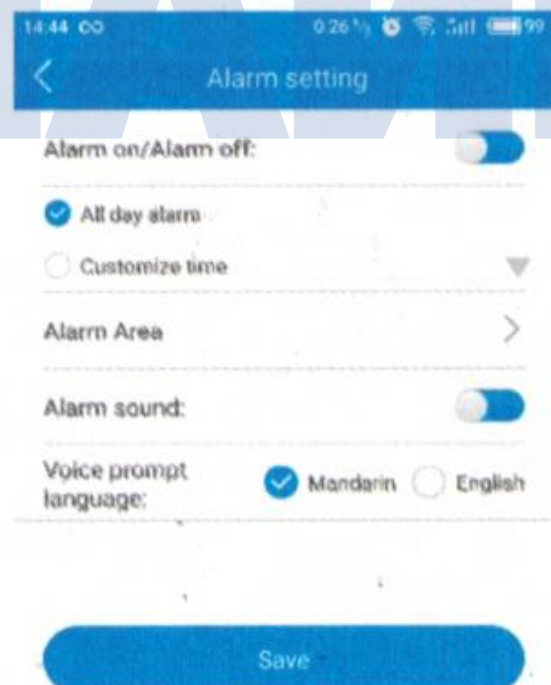 14:44
Alarm setting
Alarm on/Alarm off:
All day alarm
Customize time
Alarm Area
Alarm sound:
Voice prompt
language:
Mandarin
English
Save